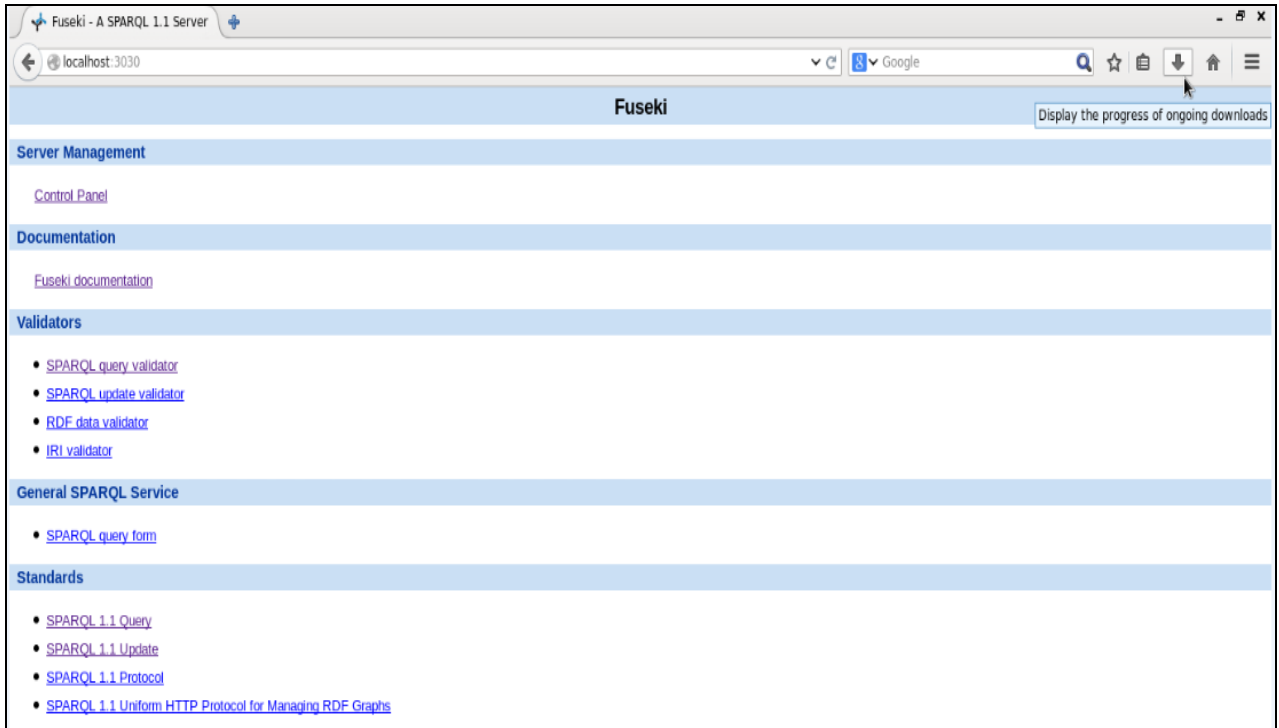 Fuseki - A SPARQL 1.1 Server
localhost:3030
8 Google
Fuseki
Display the progress of ongoing downloads
Server Management
Control Panel
Documentation
Fuseki documentation
Validators
SPARQL query validator
SPARQL update validator
RDF data validator
IRI validator
General SPARQL Service
SPARQL query form
Standards
SPARQL 1.1 Query
SPARQL 1.1 Update
SPARQL 1.1 Protocol
SPARQL 1.1 Uniform HTTP Protocol for Managing RDF Graphs